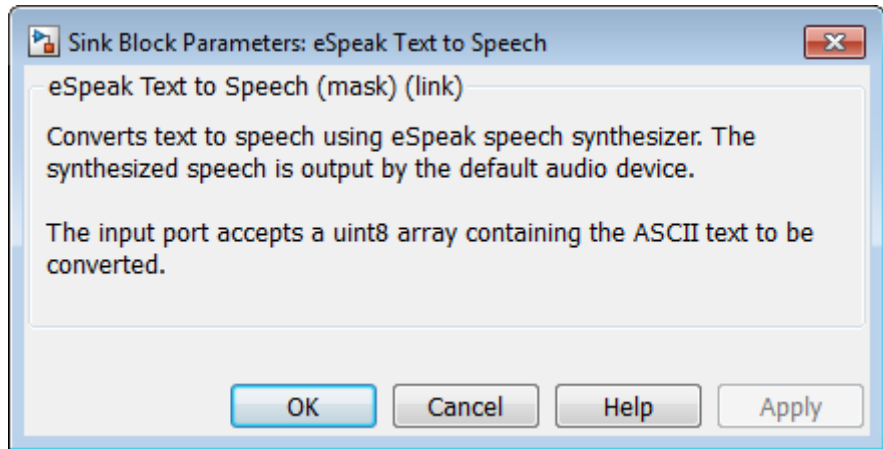 Sink Block Parameters: eSpeak Text to Speech
eSpeak Text to Speech (mask) (link)
Converts text to speech using eSpeak speech synthesizer. The
synthesized speech is output by the default audio device.
The input port accepts a uint8 array containing the ASCII text to be
converted.
OK Cancel Help Apply